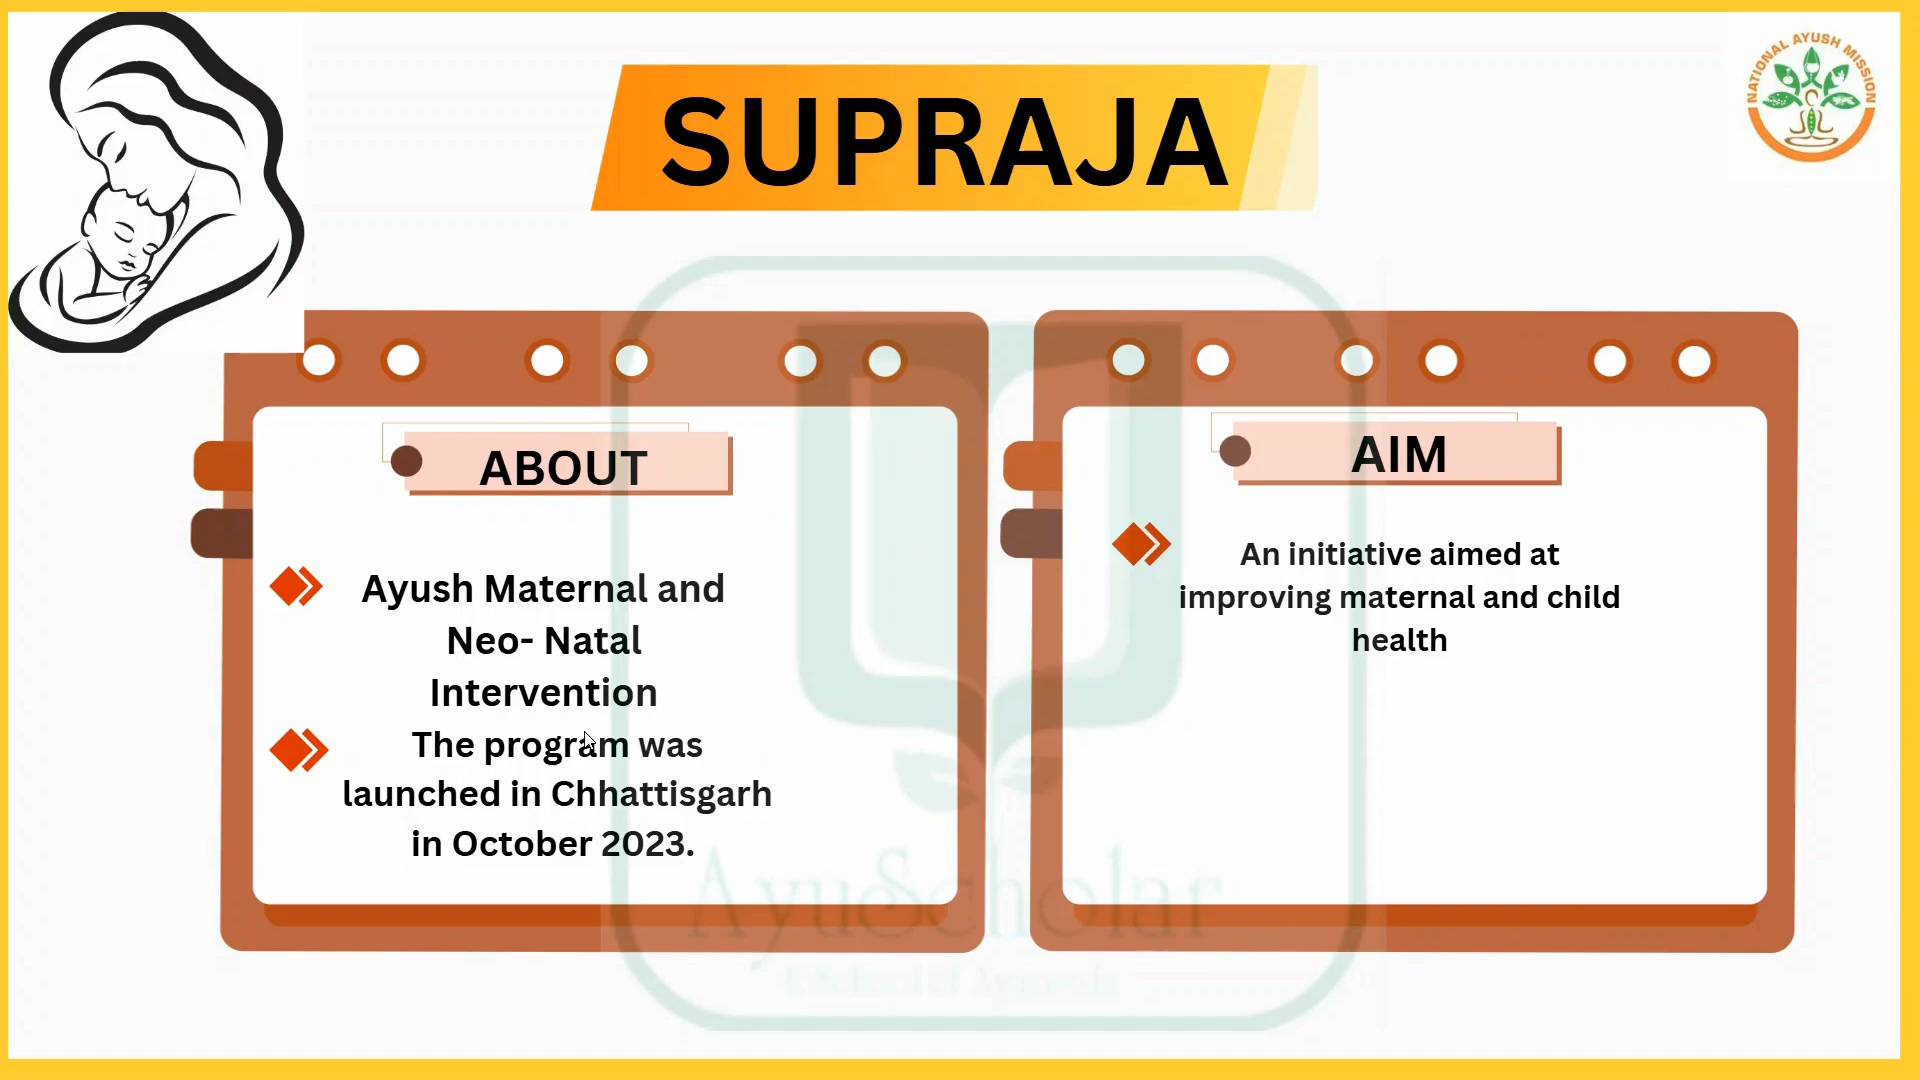 SUPRAJA
NATIONAL AYUSH MISSION
ABOUT
Ayush Maternal and
Neo- Natal
Intervention
The program was
launched in Chhattisgarh
in October 2023.
AIM
An initiative aimed at
improving maternal and child
health
AyuScholar